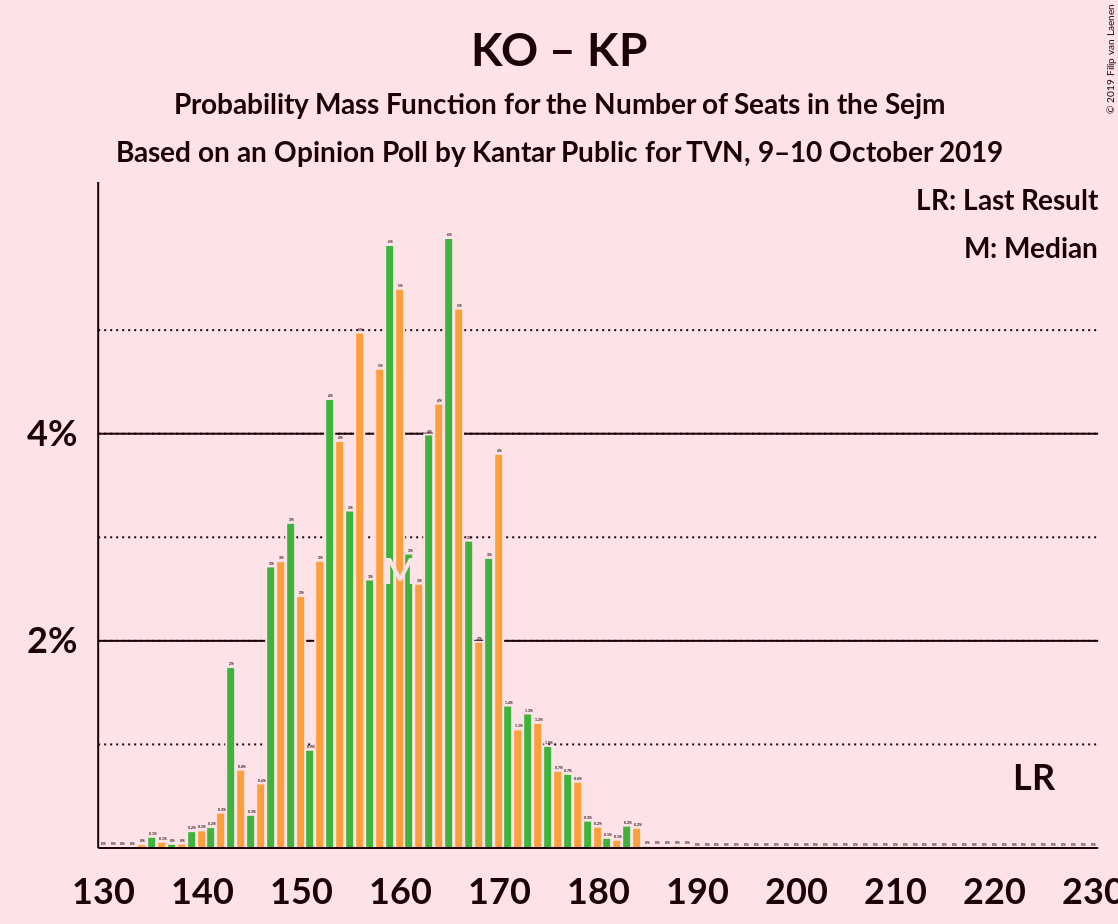 KO – KP
Probability Mass Function for the Number of Seats in the Sejm
Based on an Opinion Poll by Kantar Public for TVN, 9–10 October 2019
© 2019 Filip van Laenen
LR: Last Result
M: Median
4%
2%
M
LR
130 140 150 160 170 180 190 200 210 220 230